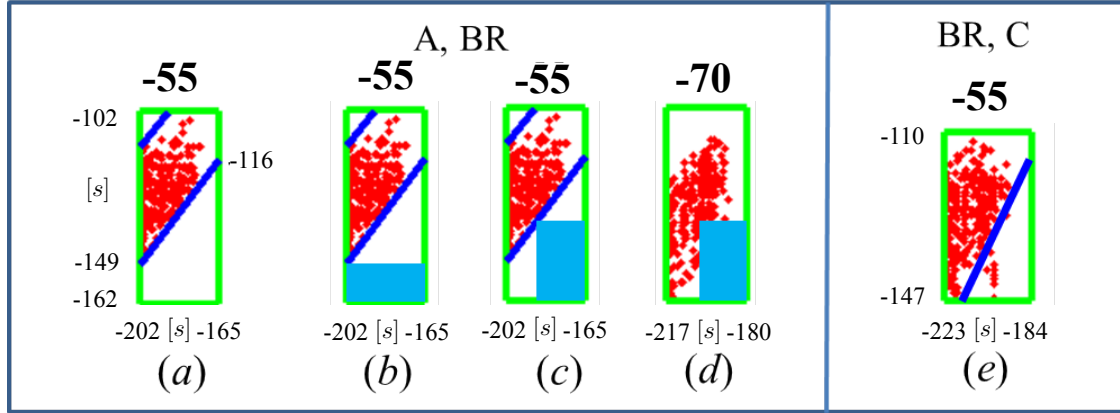 A, BR
BR, C
-55
-55
-55
-70
-55
-102
-116
[s]
-149
-162
-110
-147
-202 [s] -165
-202 [s] -165
-202 [s] -165
-217 [s] -180
-223 [s] -184
(a)
(b)
(c)
(d)
(e)